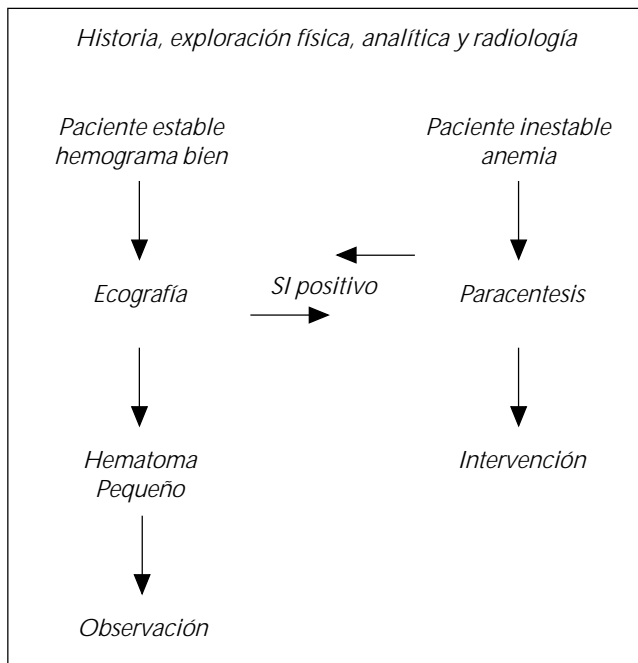 Historia, exploración física, analítica y radiología
Paciente estable
hemograma bien
Paciente inestable
anemia
Ecografía
SI positivo
Paracentesis
Hematoma
Pequeño
Intervención
Observación